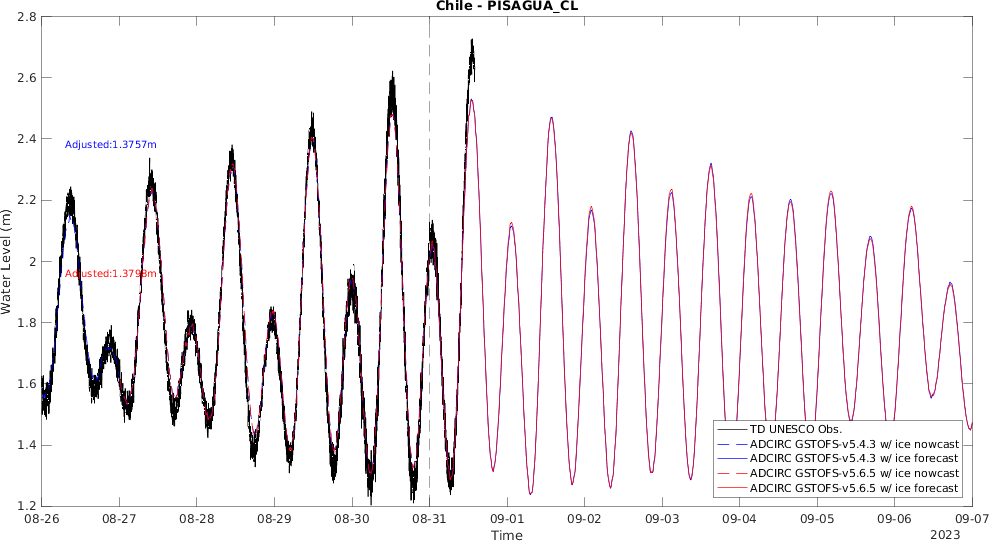 Chile - PISAGUA_CL
2.8
2.6
2.4
2.2
2
1.8
1.6
1.4
1.2
Water Level (m)
Adjusted:1.3757m
Adjusted:1.3798m
TD UNESCO Obs.
ADCIRC GSTOFS-v5.4.3 w/ ice nowcast
ADCIRC GSTOFS-v5.4.3 w/ ice forecast
ADCIRC GSTOFS-v5.6.5 w/ ice nowcast
ADCIRC GSTOFS-v5.6.5 w/ ice forecast
08-26 08-27 08-28 08-29 08-30 08-31 09-01 09-02 09-03 09-04 09-05 09-06 09-07
Time
2023